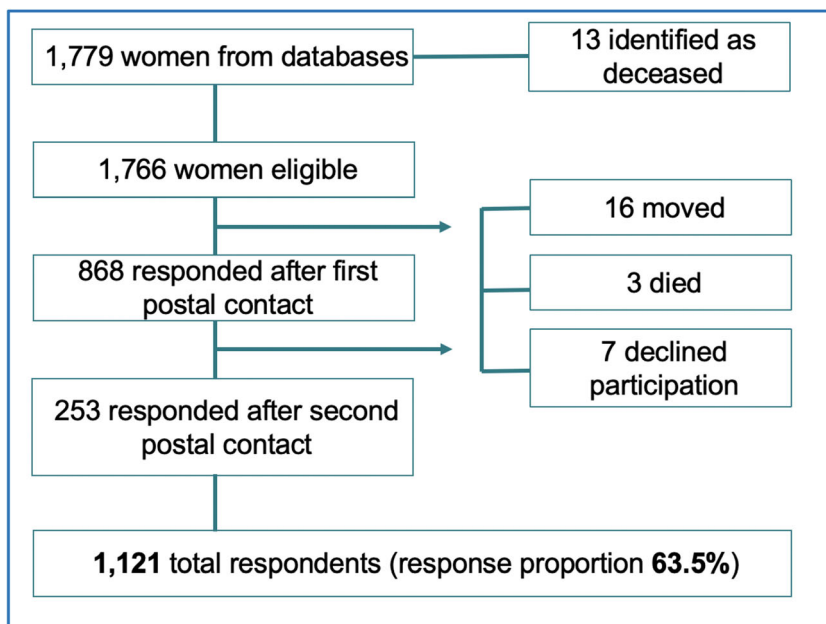 1,779 women from databases
13 identified as
deceased
1,766 women eligible
16 moved
868 responded after first
postal contact
3 died
7 declined
participation
253 responded after second
postal contact
1,121 total respondents (response proportion 63.5%)